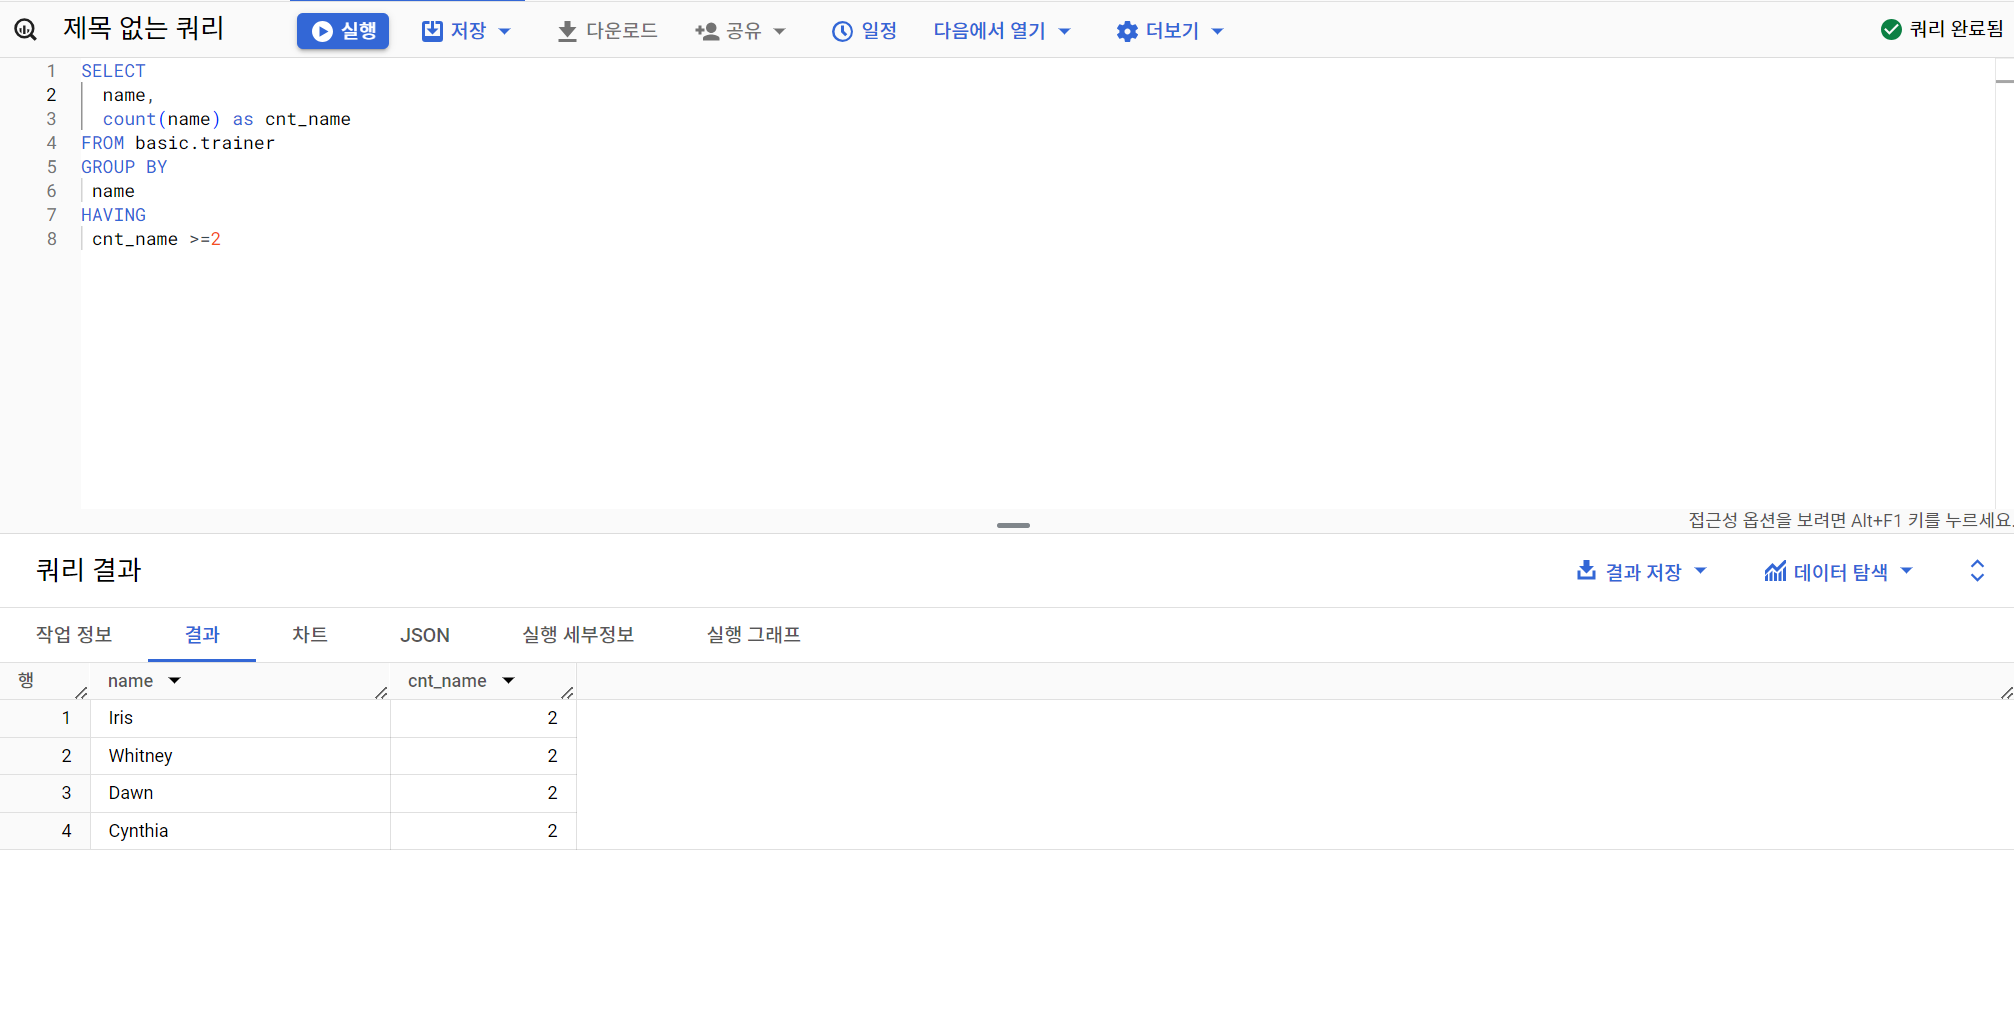 제목 없는 쿼리 실행 저장 다운로드 공유 일정 다음에서 열기 더보기 쿼리 완료됨
1 SELECT
2 name,
3 count(name) as cnt_name
4 FROM basic.trainer
5 GROUP BY
6 name
7 HAVING
8 cnt_name >=2
접근성 옵션을 보려면 Alt+F1 키를 누르세요.
쿼리 결과 결과 저장 데이터 탐색
작업 정보 결과 차트 JSON 실행 세부정보 실행 그래프
행 name cnt_name
1 Iris 2
2 Whitney 2
3 Dawn 2
4 Cynthia 2